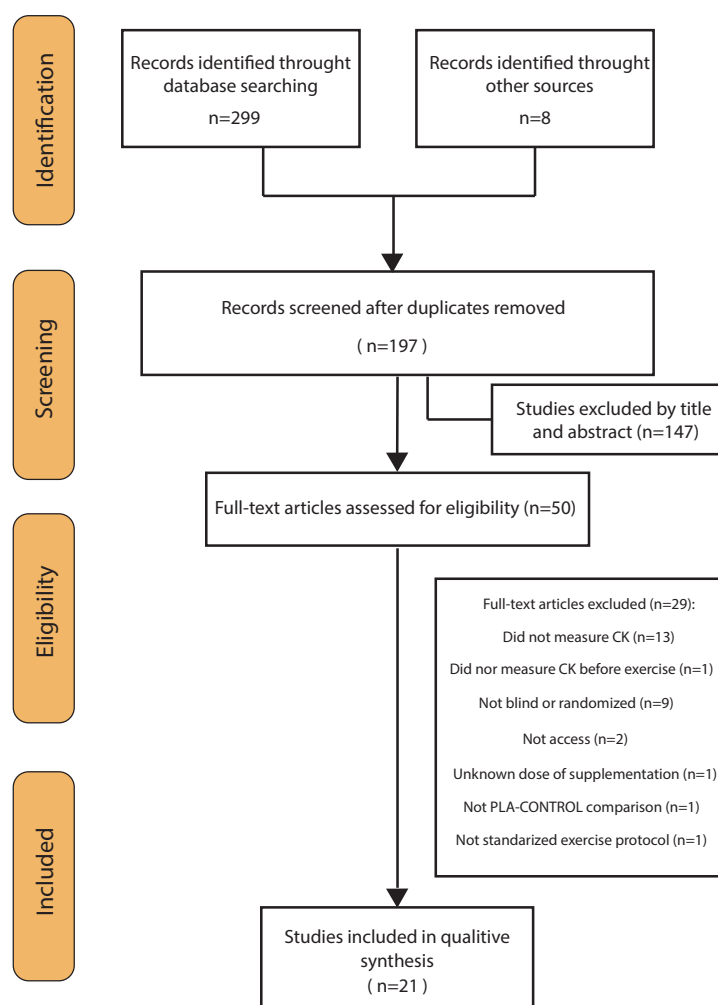 Identification
Records identified throught
database searching
n=299
Records identified throught
other sources
n=8
Screening
Records screened after duplicates removed
( n=197 )
Studies excluded by title
and abstract (n=147)
Eligibility
Full-text articles assessed for eligibility (n=50)
Full-text articles excluded (n=29):
Did not measure CK (n=13)
Did nor measure CK before exercise (n=1)
Not blind or randomized (n=9)
Not access (n=2)
Unknown dose of supplementation (n=1)
Not PLA-CONTROL comparison (n=1)
Not standarized exercise protocol (n=1)
Included
Studies included in qualitive
synthesis
( n=21 )